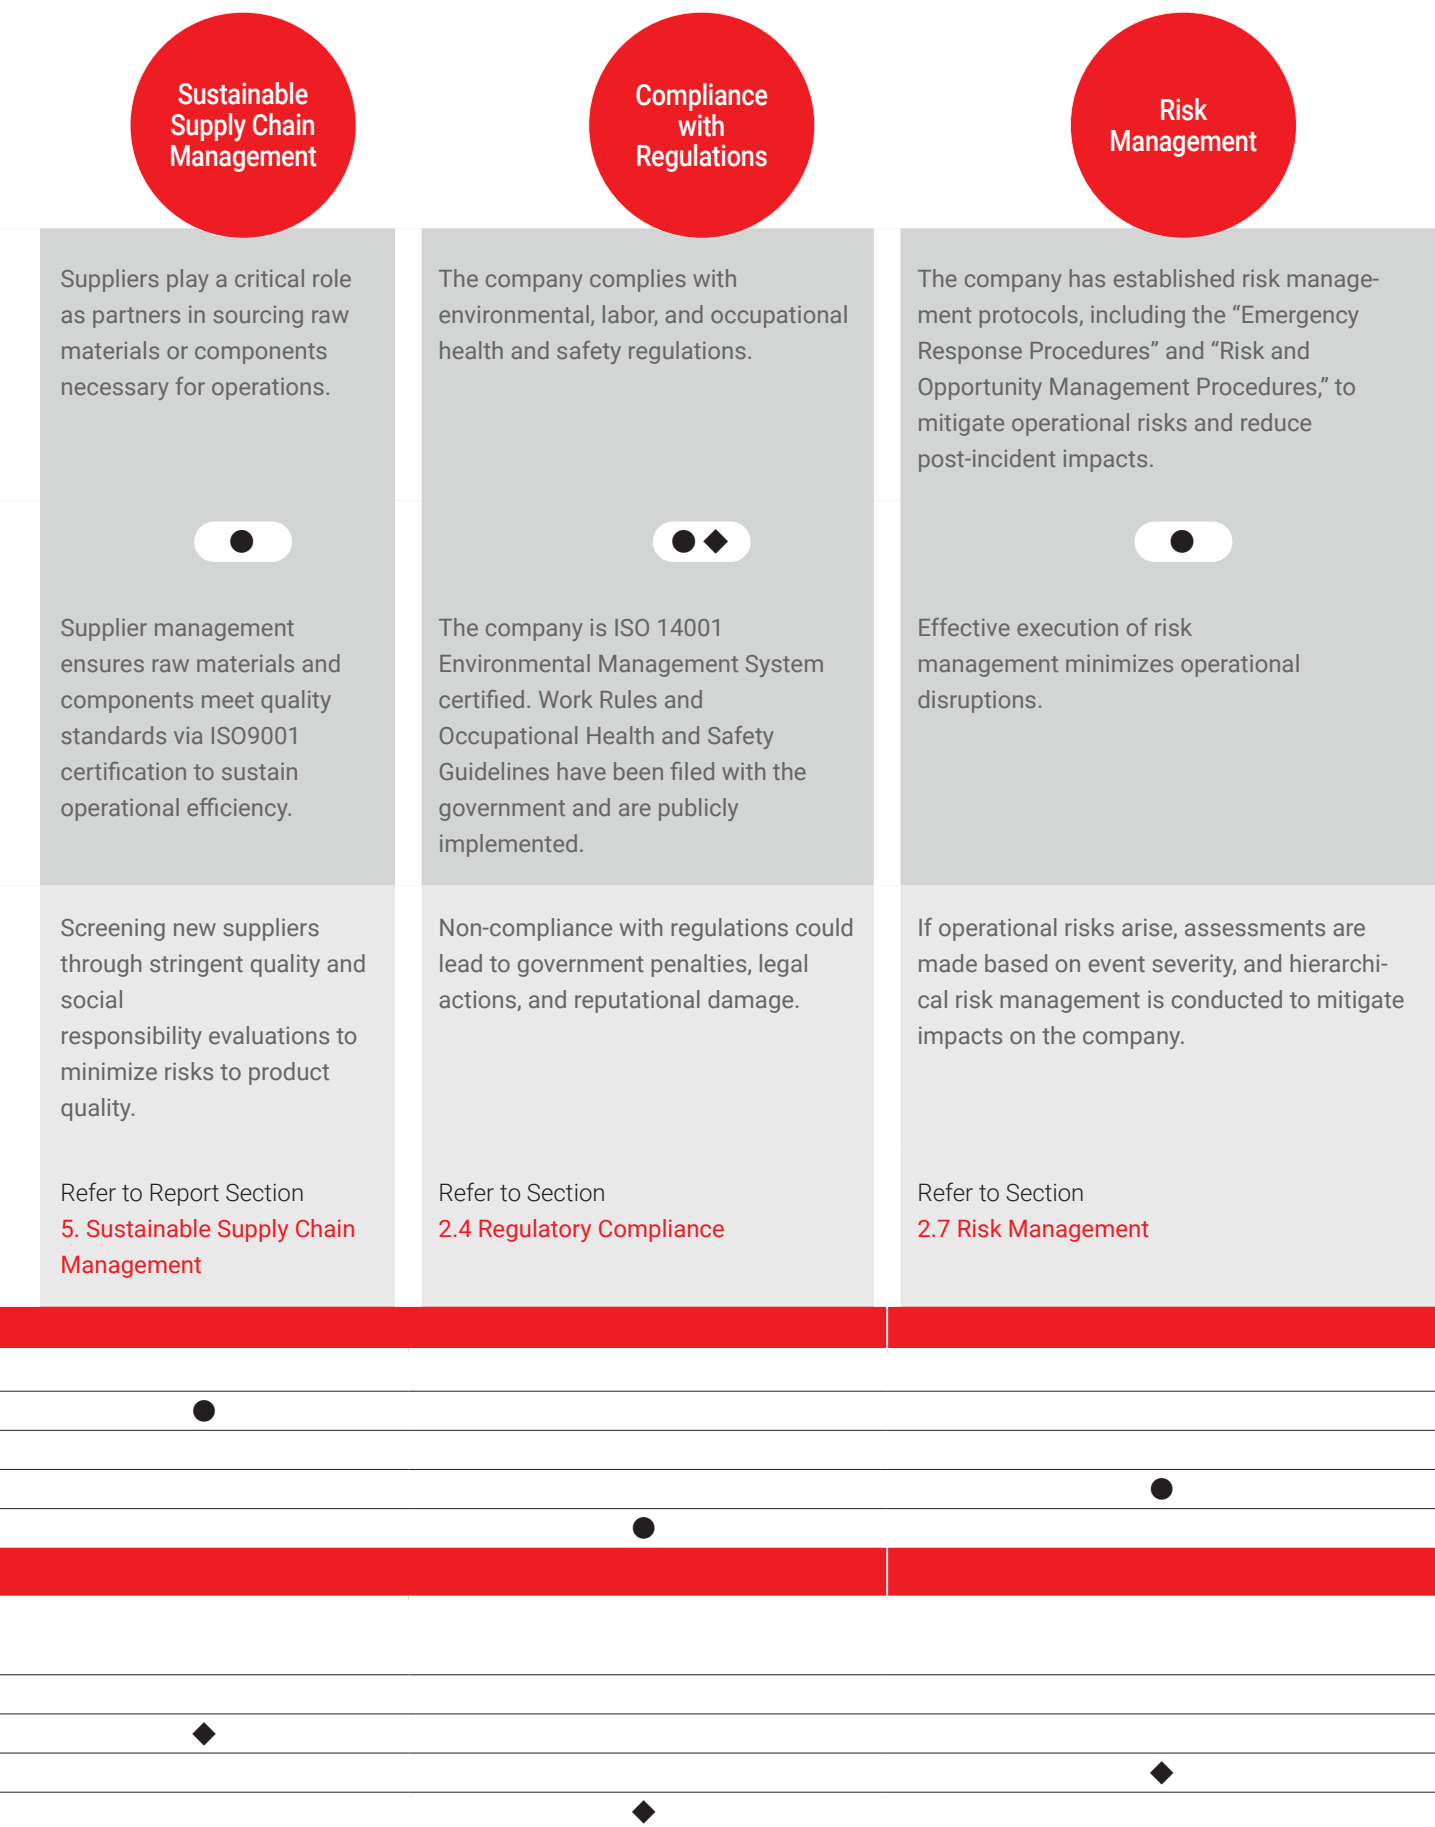 Sustainable
Supply Chain
Management
Compliance
with
Regulations
Risk
Management
Suppliers play a critical role
as partners in sourcing raw
materials or components
necessary for operations.
The company complies with
environmental, labor, and occupational
health and safety regulations.
The company has established risk manage-
ment protocols, including the “Emergency
Response Procedures” and “Risk and
Opportunity Management Procedures,” to
mitigate operational risks and reduce
post-incident impacts.
Supplier management
ensures raw materials and
components meet quality
standards via ISO9001
certification to sustain
operational efficiency.
The company is ISO 14001
Environmental Management System
certified. Work Rules and
Occupational Health and Safety
Guidelines have been filed with the
government and are publicly
implemented.
Effective execution of risk
management minimizes operational
disruptions.
Screening new suppliers
through stringent quality and
social
responsibility evaluations to
minimize risks to product
quality.
Non-compliance with regulations could
lead to government penalties, legal
actions, and reputational damage.
If operational risks arise, assessments are
made based on event severity, and hierarchi-
cal risk management is conducted to mitigate
impacts on the company.
Refer to Report Section
5. Sustainable Supply Chain
Management
Refer to Section
2.4 Regulatory Compliance
Refer to Section
2.7 Risk Management